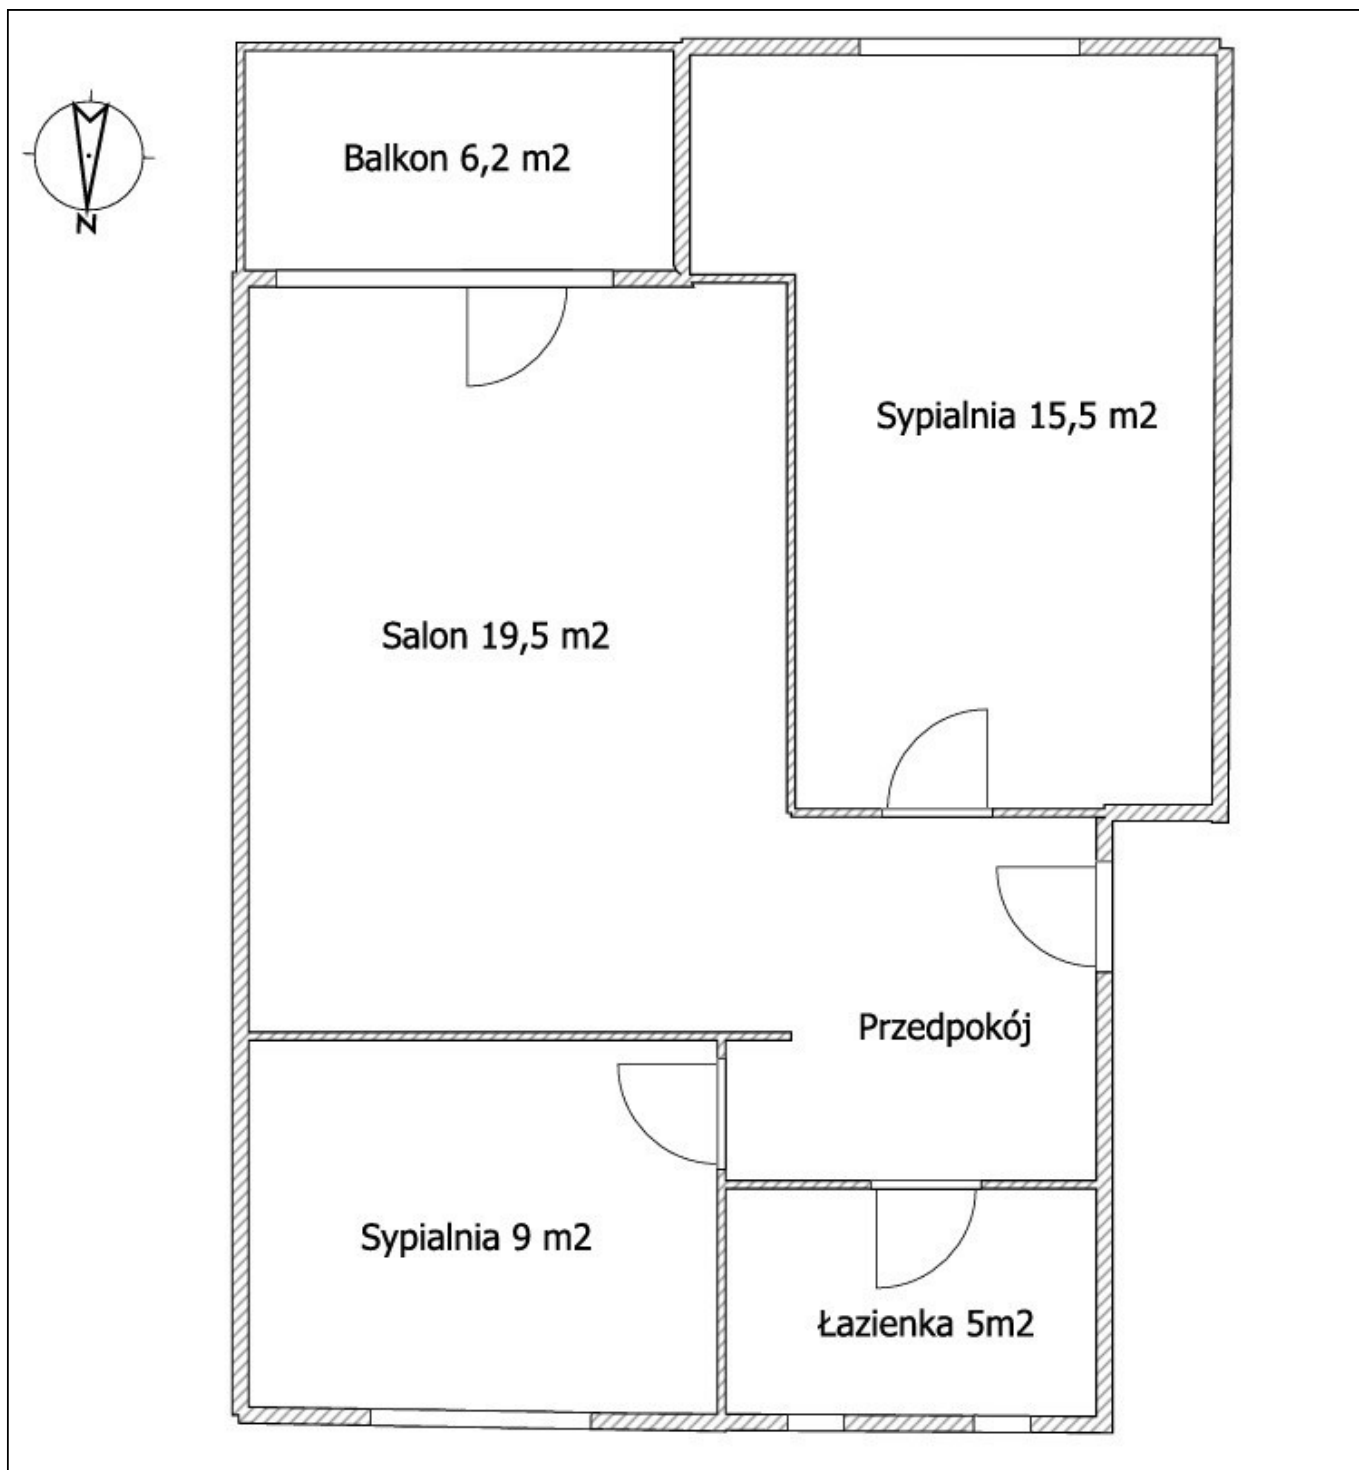 Balkon 6,2 m2
N
Sypialnia 15,5 m2
Salon 19,5 m2
Przedpokój
Sypialnia 9 m2
Łazienka 5m2